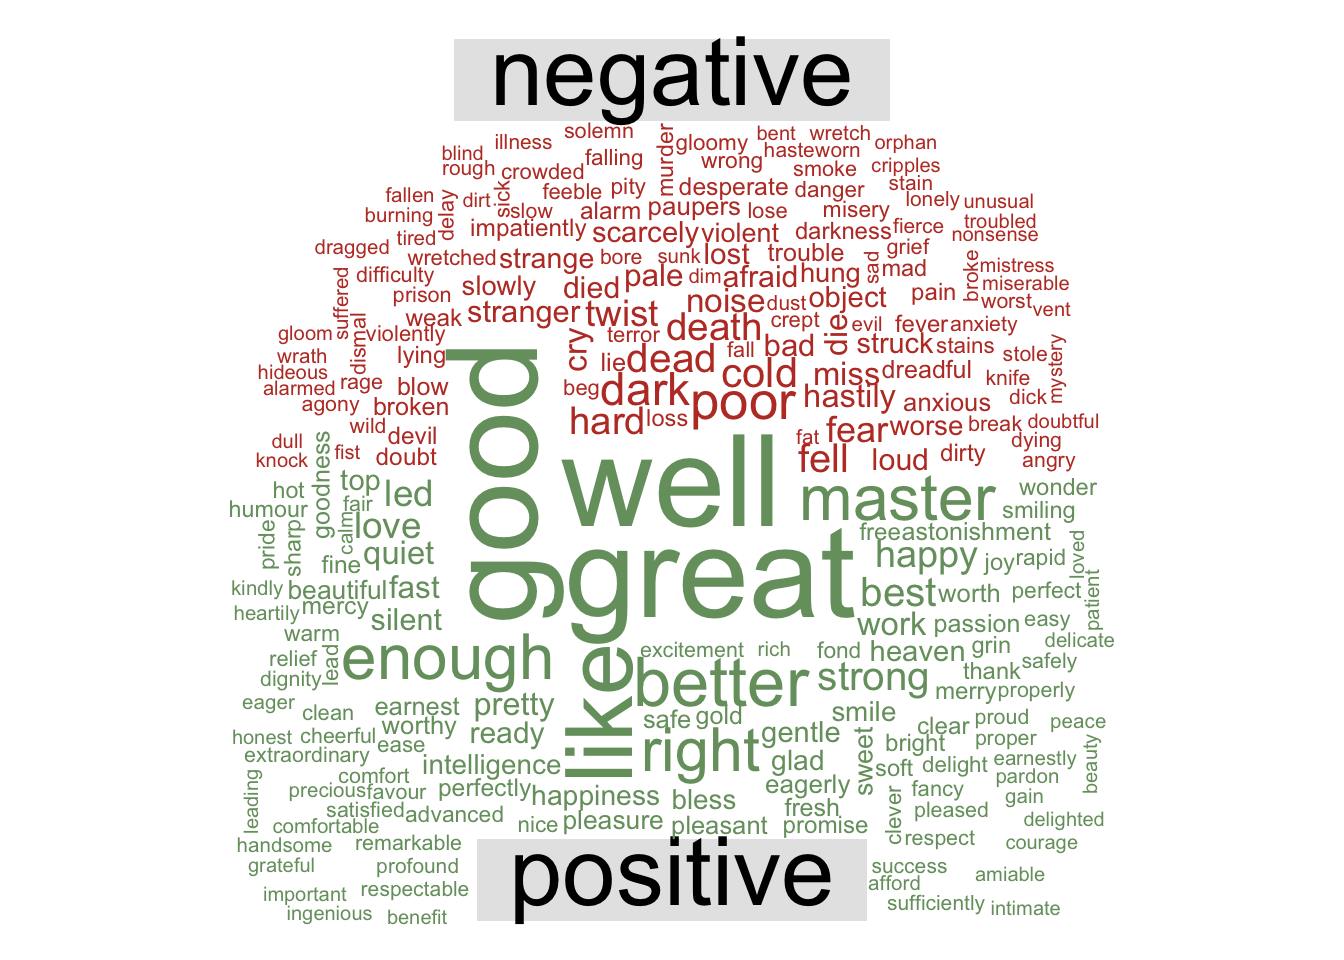 negative
solemn
illness
murder
gloomy
bent
wretch
orphan
blind
falling
wrong
hasteworn
rough
crowded
smoke
cripples
fallen
dirt
sick
feeble
pity
desperate
danger
stain
lonely
unusual
burning
delay
slow
alarm
paupers
lose
misery
troubled
tired
impatiently
scarcely
violent
darkness
fierce
nonsense
dragged
wretched
strange
bore
sunk
lost
trouble
grief
suffered
difficulty
slowly
died
pale
dim
afraid
hung
sad
mad
broke
mistress
miserable
prison
noise
dust
object
pain
worst
vent
weak
stranger
twist
death
crept
die
evil
fever
anxiety
gloom
dismal
violently
cry
terror
wrath
lying
lie
dead
fall
bad
struck
stains
stole
mystery
hideous
alarmed
rage
blow
beg
dark
cold
miss
dreadful
knife
agony
broken
poor
hastily
anxious
dick
wild
devil
hard
loss
fat
fear
worse
break
doubtful
dull
fist
dying
knock
doubt
fell
loud
dirty
angry
good
well
hot
goodness
top
led
master
wonder
humour
fair
smiling
pride
sharp
calm
love
free
astonishment
fine
quiet
great
happy
joy
rapid
loved
kindly
beautiful
fast
best
worth
perfect
patient
heartily
mercy
silent
work
passion
easy
warm
delicate
relief
lead
enough
like
excitement
rich
fond
heaven
grin
dignity
better
strong
thank
safely
eager
merry
properly
clean
earnest
pretty
safe
gold
smile
proud
peace
honest
cheerful
worthy
ready
gentle
clear
proper
extraordinary
ease
right
sweet
bright
beauty
intelligence
glad
soft
delight
earnestly
leading
comfort
eagerly
pardon
precious
favour
perfectly
happiness
bless
fancy
gain
satisfied
advanced
fresh
clever
pleased
comfortable
nice
pleasure
pleasant
promise
delighted
handsome
remarkable
respect
courage
grateful
profound
positive
success
important
respectable
afford
amiable
ingenious
benefit
sufficiently
intimate